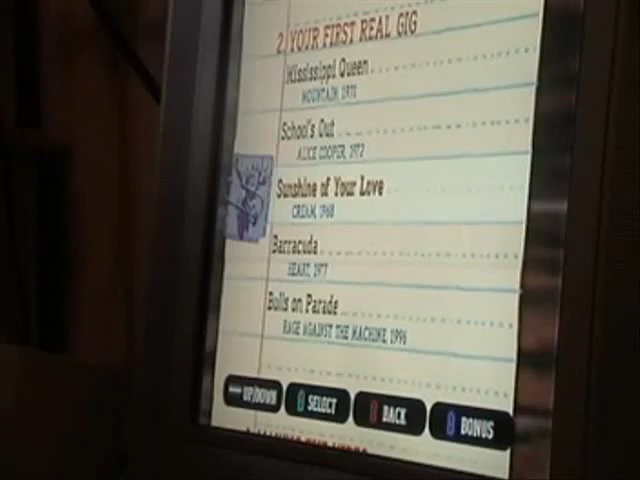 2. YOUR FIRST REAL GIG
Mississippi Queen
MOUNTAIN, 1970
School's Out
ALICE COOPER, 1972
Sunshine of Your Love
CREAM, 1968
Barracuda
HEART, 1977
Bulls on Parade
RAGE AGAINST THE MACHINE, 1996
UP/DOWN
SELECT
BACK
BONUS